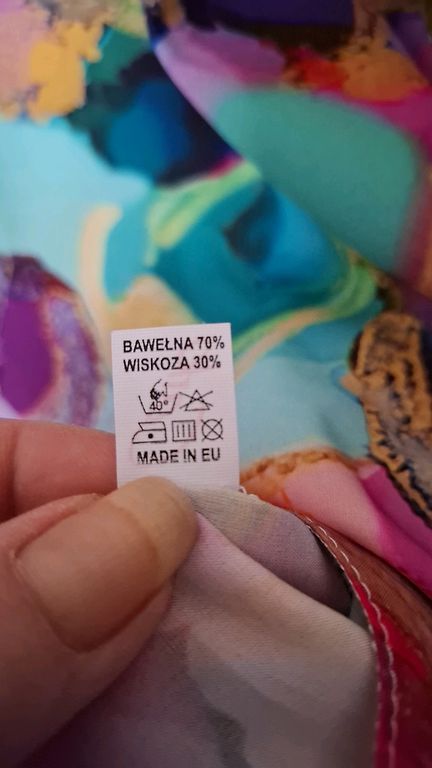 BAWEŁNA 70%
WISKOZA 30%
40°
MADE IN EU